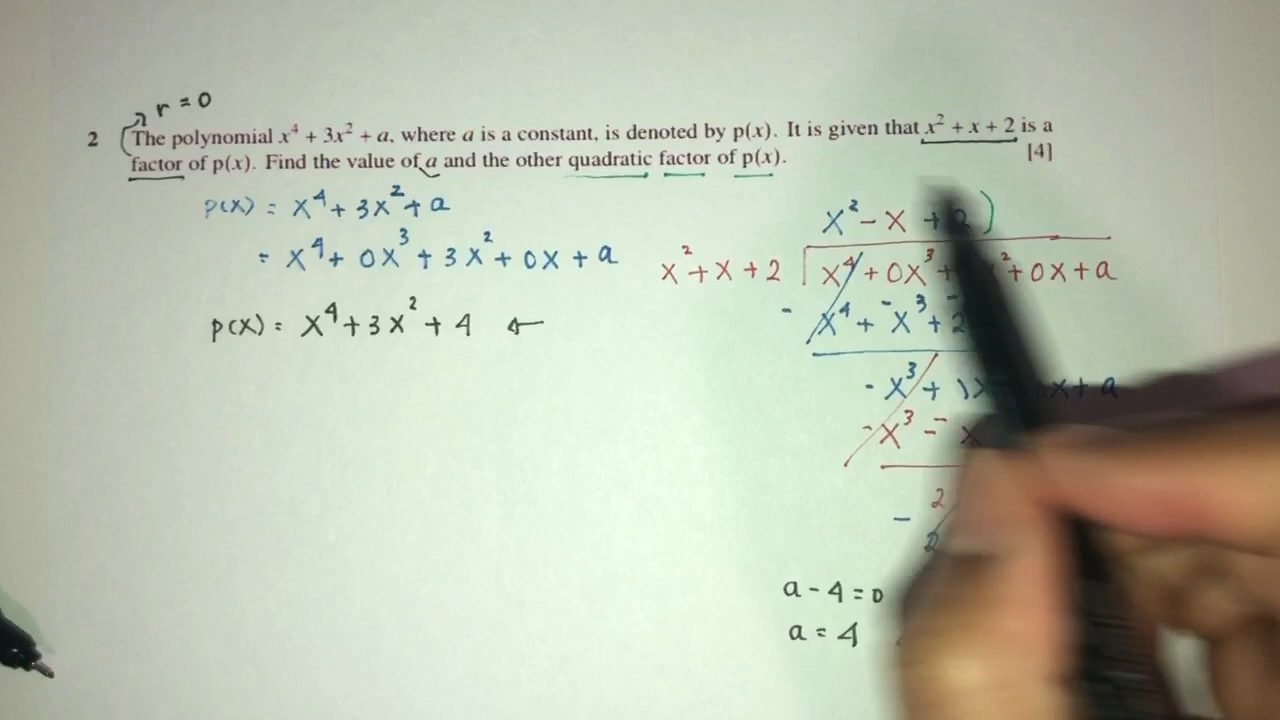 r = 0
2 The polynomial x⁴ + 3x² + a, where a is a constant, is denoted by p(x). It is given that x² + x + 2 is a
factor of p(x). Find the value of a and the other quadratic factor of p(x). [4]
p(x) = x⁴ + 3x² + a
= x⁴ + 0x³ + 3x² + 0x + a
p(x) = x⁴ + 3x² + 4 ←
x² - x + 2 )
x² + x + 2 x⁴ + 0x³ + x² + 0x + a
- x⁴ + - x³ + - 2
- x³ + 1x x + a
- x³ - - x
2
- 2
a - 4 = 0
a = 4